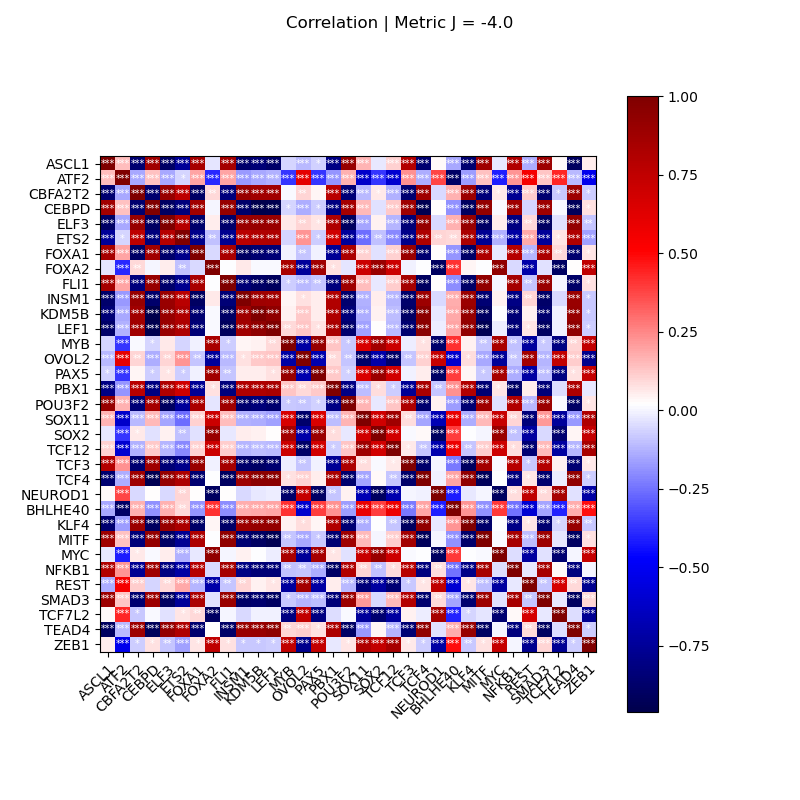 Correlation | Metric J = -4.0
ASCL1
ATF2
CBFA2T2
CEBPD
ELF3
ETS2
FOXA1
FOXA2
FLI1
INSM1
KDM5B
LEF1
MYB
OVOL2
PAX5
PBX1
POU3F2
SOX11
SOX2
TCF12
TCF3
TCF4
NEUROD1
BHLHE40
KLF4
MITF
MYC
NFKB1
REST
SMAD3
TCF7L2
TEAD4
ZEB1
ASCL1
ATF2
CBFA2T2
CEBPD
ELF3
ETS2
FOXA1
FOXA2
FLI1
INSM1
KDM5B
LEF1
MYB
OVOL2
PAX5
PBX1
POU3F2
SOX11
SOX2
TCF12
TCF3
TCF4
NEUROD1
BHLHE40
KLF4
MITF
MYC
NFKB1
REST
SMAD3
TCF7L2
TEAD4
ZEB1
1.00
0.75
0.50
0.25
0.00
−0.25
−0.50
−0.75